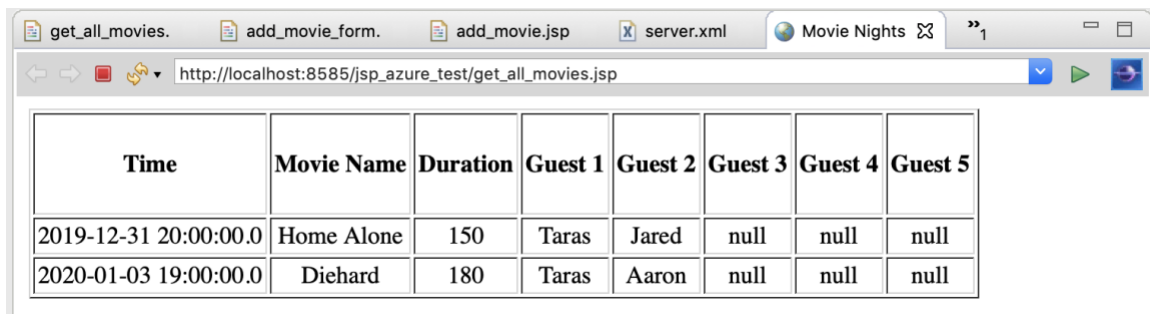 get_all_movies. add_movie_form. add_movie.jsp server.xml Movie Nights »1
http://localhost:8585/jsp_azure_test/get_all_movies.jsp
Time Movie Name Duration Guest 1 Guest 2 Guest 3 Guest 4 Guest 5
2019-12-31 20:00:00.0 Home Alone 150 Taras Jared null null null
2020-01-03 19:00:00.0 Diehard 180 Taras Aaron null null null